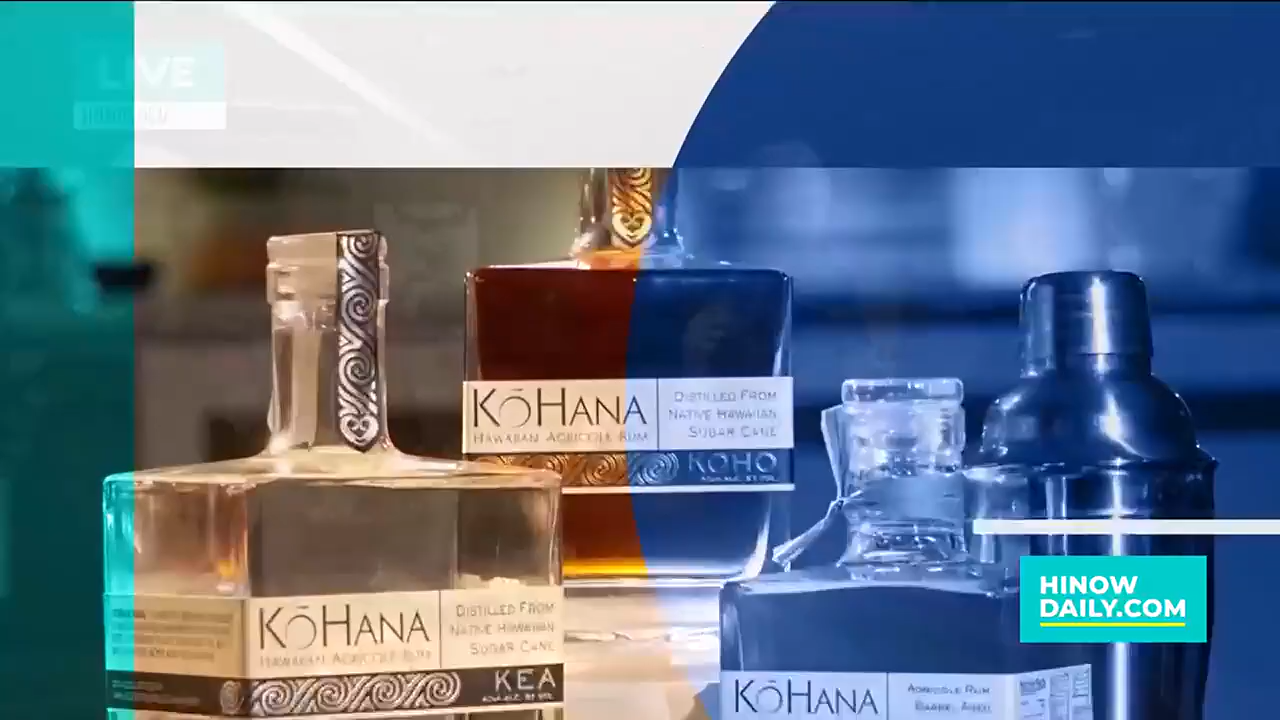 LIVE
KŌHANA
HAWAIIAN AGRICOLE RUM
DISTILLED FROM
NATIVE HAWAIIAN
SUGAR CANE
KOHO
KŌHANA
HAWAIIAN AGRICOLE RUM
DISTILLED FROM
NATIVE HAWAIIAN
SUGAR CANE
KEA
KŌHANA
AGRICOLE RUM
BARREL AGED
HINOW
DAILY.COM